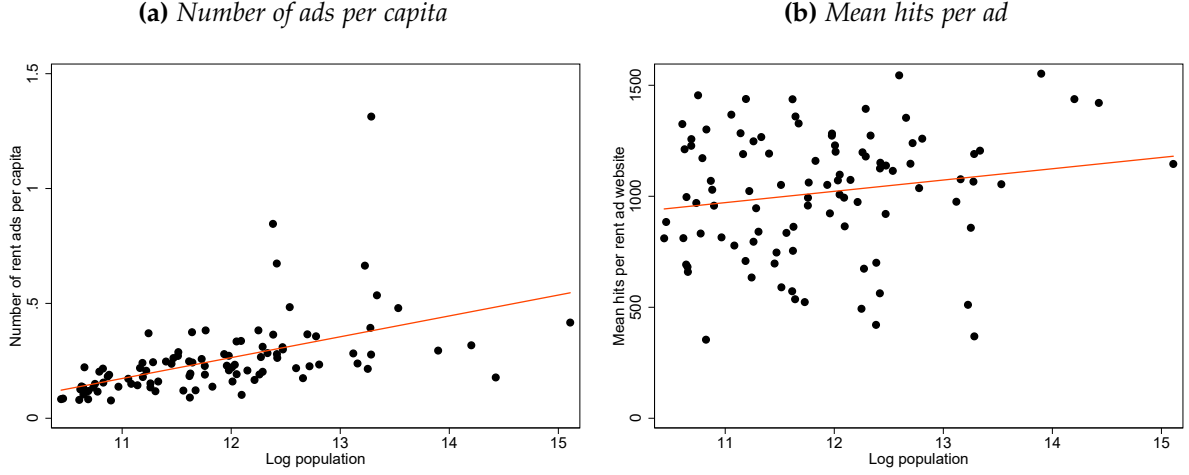 (a) Number of ads per capita
Number of rent ads per capita
1.5
1
.5
0
11 12 13 14 15
Log population
(b) Mean hits per ad
Mean hits per rent ad website
1500
1000
500
0
11 12 13 14 15
Log population